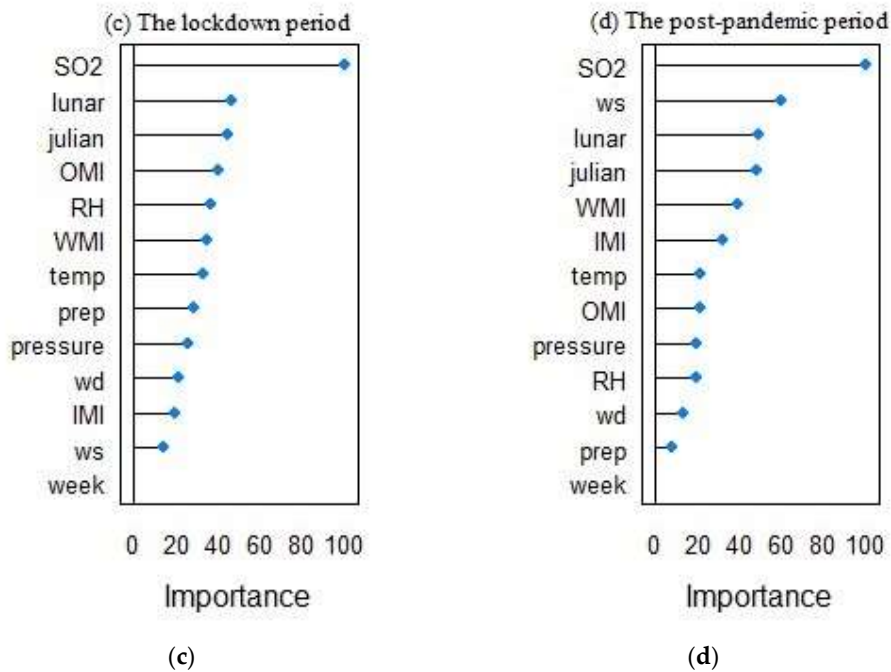 (c) The lockdown period
SO2
lunar
julian
OMI
RH
WMI
temp
prep
pressure
wd
IMI
ws
week
0 20 40 60 80 100
Importance
(c)
(d) The post-pandemic period
SO2
ws
lunar
julian
WMI
IMI
temp
OMI
pressure
RH
wd
prep
week
0 20 40 60 80 100
Importance
(d)